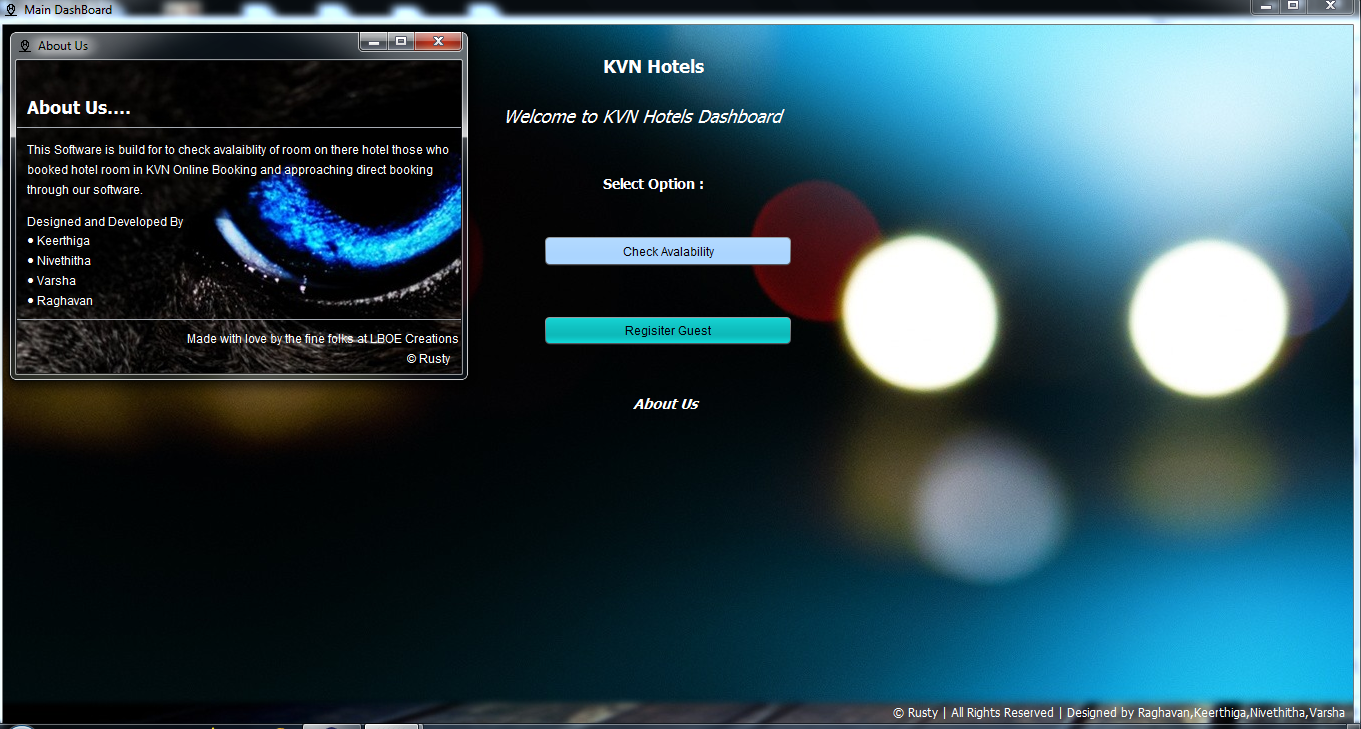 Main DashBoard
About Us
About Us....
This Software is build for to check avalaiblity of room on there hotel those who
booked hotel room in KVN Online Booking and approaching direct booking
through our software.
Designed and Developed By
● Keerthiga
● Nivethitha
● Varsha
● Raghavan
Made with love by the fine folks at LBOE Creations
© Rusty
KVN Hotels
Welcome to KVN Hotels Dashboard
Select Option :
Check Avalability
Regisiter Guest
About Us
© Rusty | All Rights Reserved | Designed by Raghavan,Keerthiga,Nivethitha,Varsha